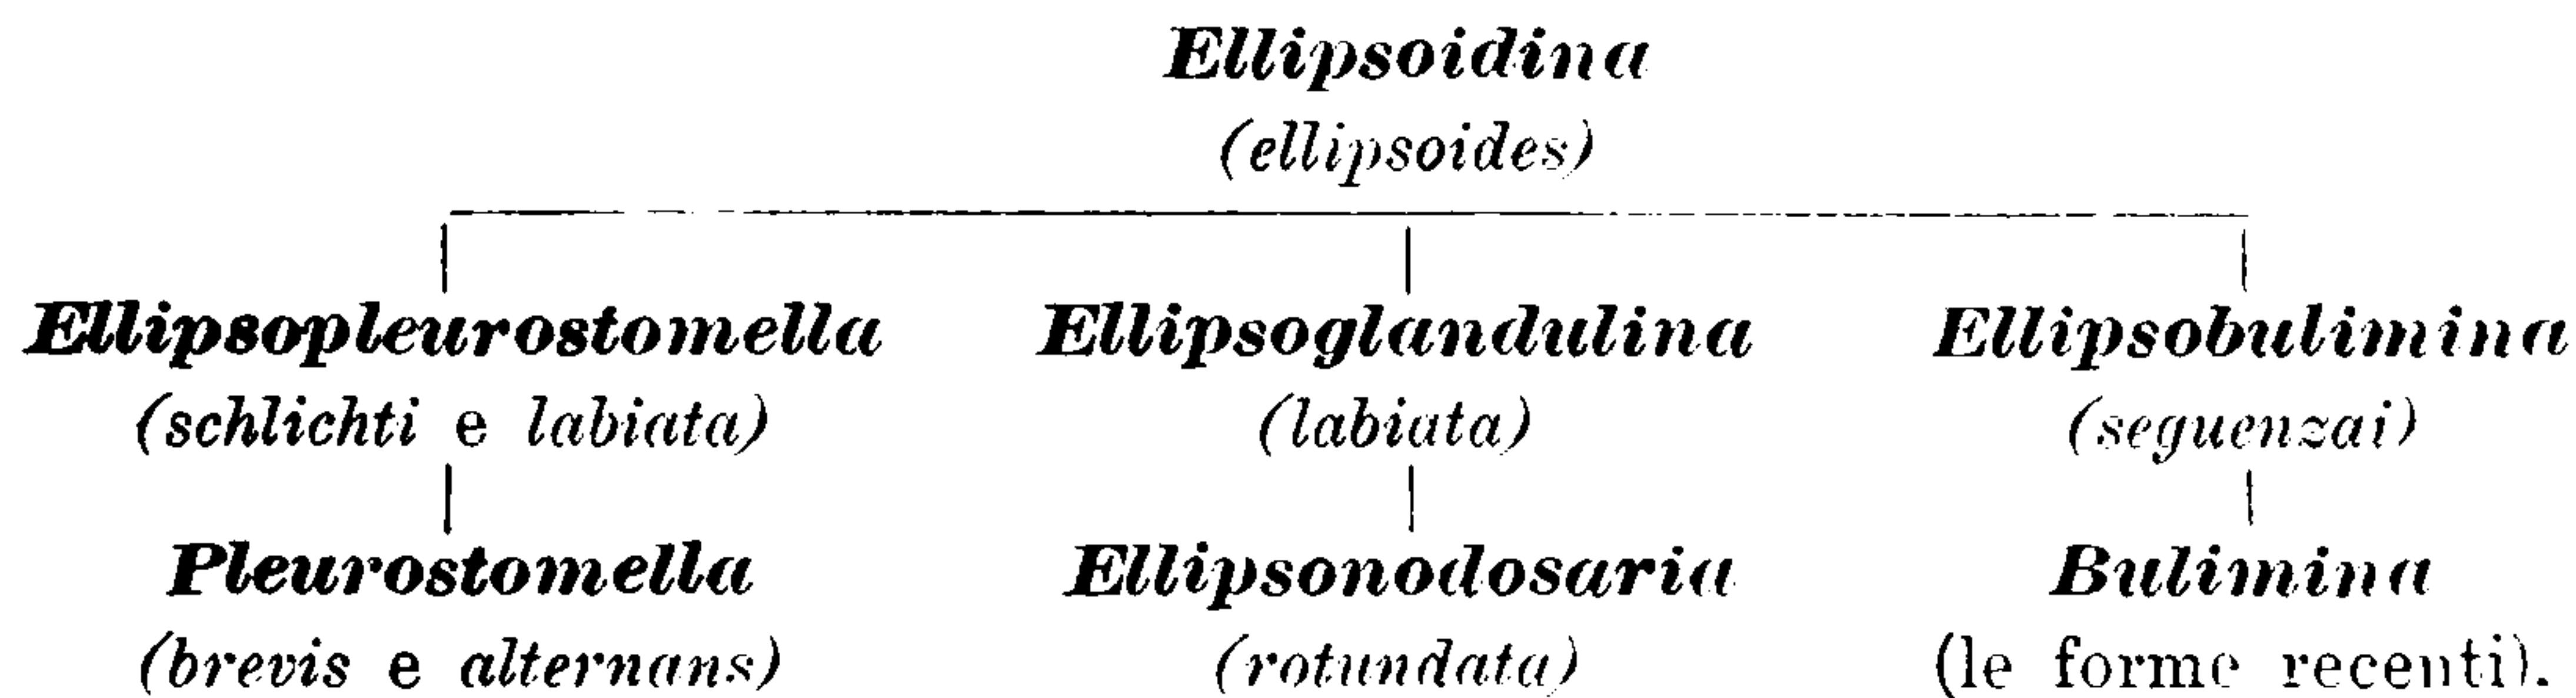 Ellipsoidina
(ellipsoides)
Ellipsopleurostomella Ellipsoglandulina Ellipsobulimina
(schlichti e labiata) (labiata) (seguenzai)
Pleurostomella Ellipsonodosaria Bulimina
(brevis e alternans) (rotundata) (le forme recenti).